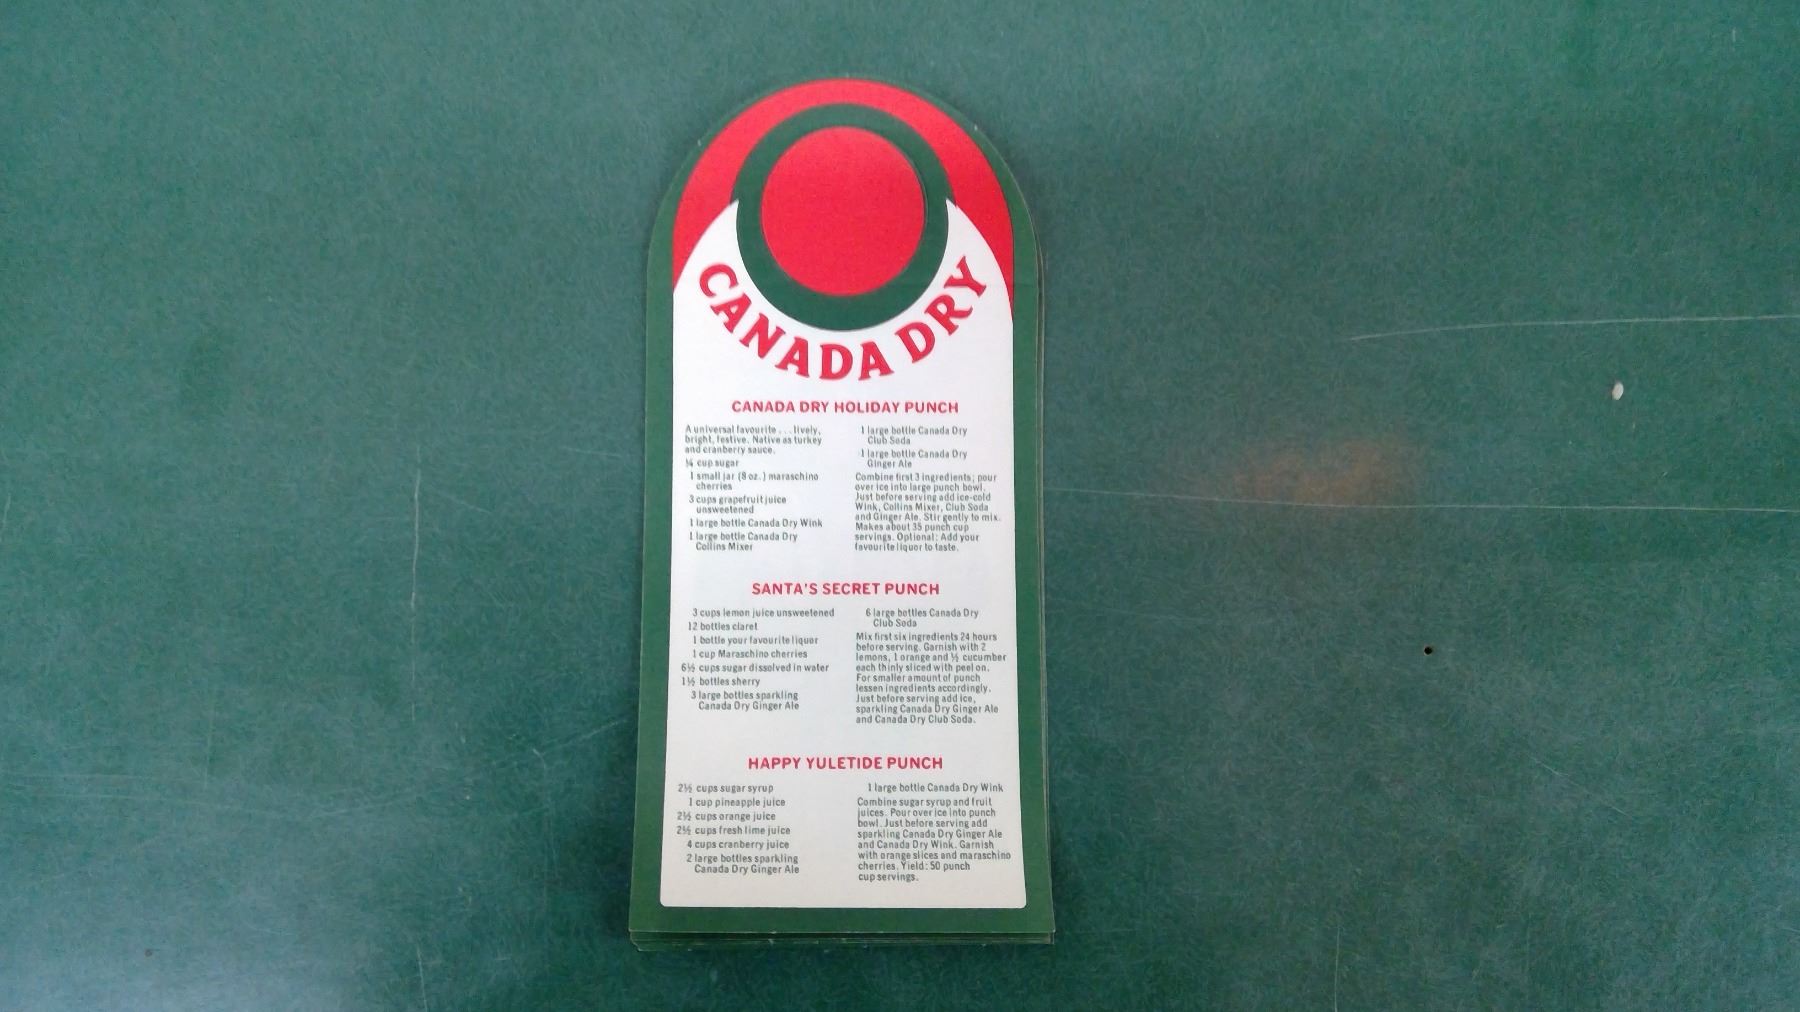 CANADA DRY
CANADA DRY HOLIDAY PUNCH
A universal favourite . . . lively,
bright, festive. Native as turkey
and cranberry sauce.
¼ cup sugar
1 small jar (8 oz.) maraschino
cherries
3 cups grapefruit juice
unsweetened
1 large bottle Canada Dry Wink
1 large bottle Canada Dry
Collins Mixer
1 large bottle Canada Dry
Club Soda
1 large bottle Canada Dry
Ginger Ale
Combine first 3 ingredients; pour
over ice into large punch bowl.
Just before serving add ice-cold
Wink, Collins Mixer, Club Soda
and Ginger Ale. Stir gently to mix.
Makes about 35 punch cup
servings. Optional: Add your
favourite liquor to taste.
SANTA'S SECRET PUNCH
3 cups lemon juice unsweetened
12 bottles claret
1 bottle your favourite liquor
1 cup Maraschino cherries
6½ cups sugar dissolved in water
1½ bottles sherry
3 large bottles sparkling
Canada Dry Ginger Ale
6 large bottles Canada Dry
Club Soda
Mix first six ingredients 24 hours
before serving. Garnish with 2
lemons, 1 orange and ½ cucumber
each thinly sliced with peel on.
For smaller amount of punch
lessen ingredients accordingly.
Just before serving add ice,
sparkling Canada Dry Ginger Ale
and Canada Dry Club Soda.
HAPPY YULETIDE PUNCH
2½ cups sugar syrup
1 cup pineapple juice
2½ cups orange juice
2½ cups fresh lime juice
4 cups cranberry juice
2 large bottles sparkling
Canada Dry Ginger Ale
1 large bottle Canada Dry Wink
Combine sugar syrup and fruit
juices. Pour over ice into punch
bowl. Just before serving add
sparkling Canada Dry Ginger Ale
and Canada Dry Wink. Garnish
with orange slices and maraschino
cherries. Yield: 50 punch
cup servings.